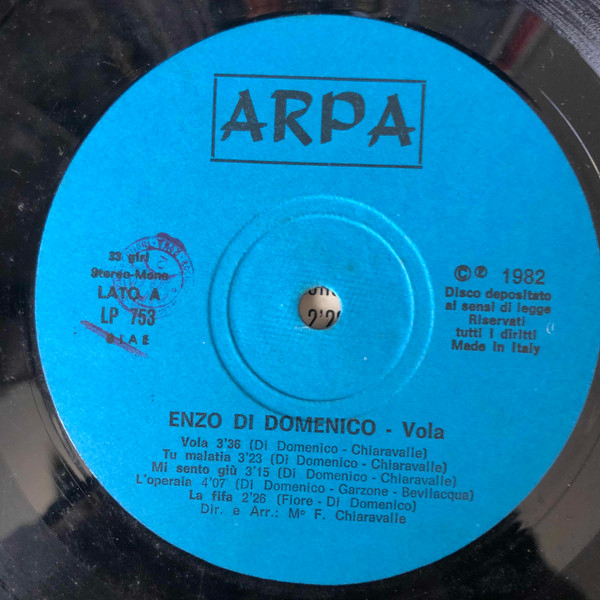 ARPA
33 giri
Stereo-Mono
LATO A
LP 753
SIAE
© ℗ 1982
Disco depositato
ai sensi di legge
Riservati
tutti i diritti
Made in Italy
ENZO DI DOMENICO - Vola
Vola 3'36 (Di Domenico - Chiaravalle)
Tu malatia 3'23 (Di Domenico - Chiaravalle)
Mi sento giù 3'15 (Di Domenico - Chiaravalle)
L'operaia 4'07 (Di Domenico - Garzone - Bevilacqua)
La fifa 2'26 (Fiore - Di Domenico)
Dir. e Arr.: M° F. Chiaravalle